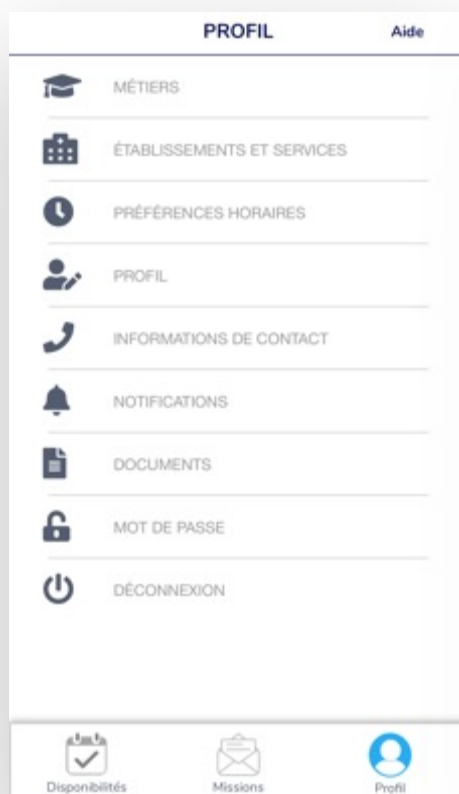 PROFIL Aide
MÉTIERS
ÉTABLISSEMENTS ET SERVICES
PRÉFÉRENCES HORAIRES
PROFIL
INFORMATIONS DE CONTACT
NOTIFICATIONS
DOCUMENTS
MOT DE PASSE
DÉCONNEXION
Disponibilités Missions Profil